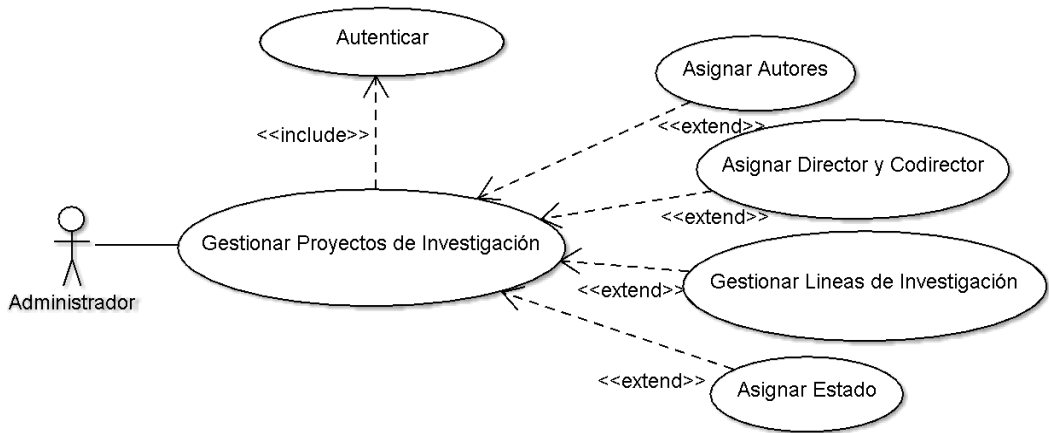 Autenticar
Asignar Autores
<<include>>
<<extend>>
Asignar Director y Codirector
<<extend>>
Gestionar Proyectos de Investigación
Gestionar Lineas de Investigación
<<extend>>
Administrador
<<extend>>
Asignar Estado